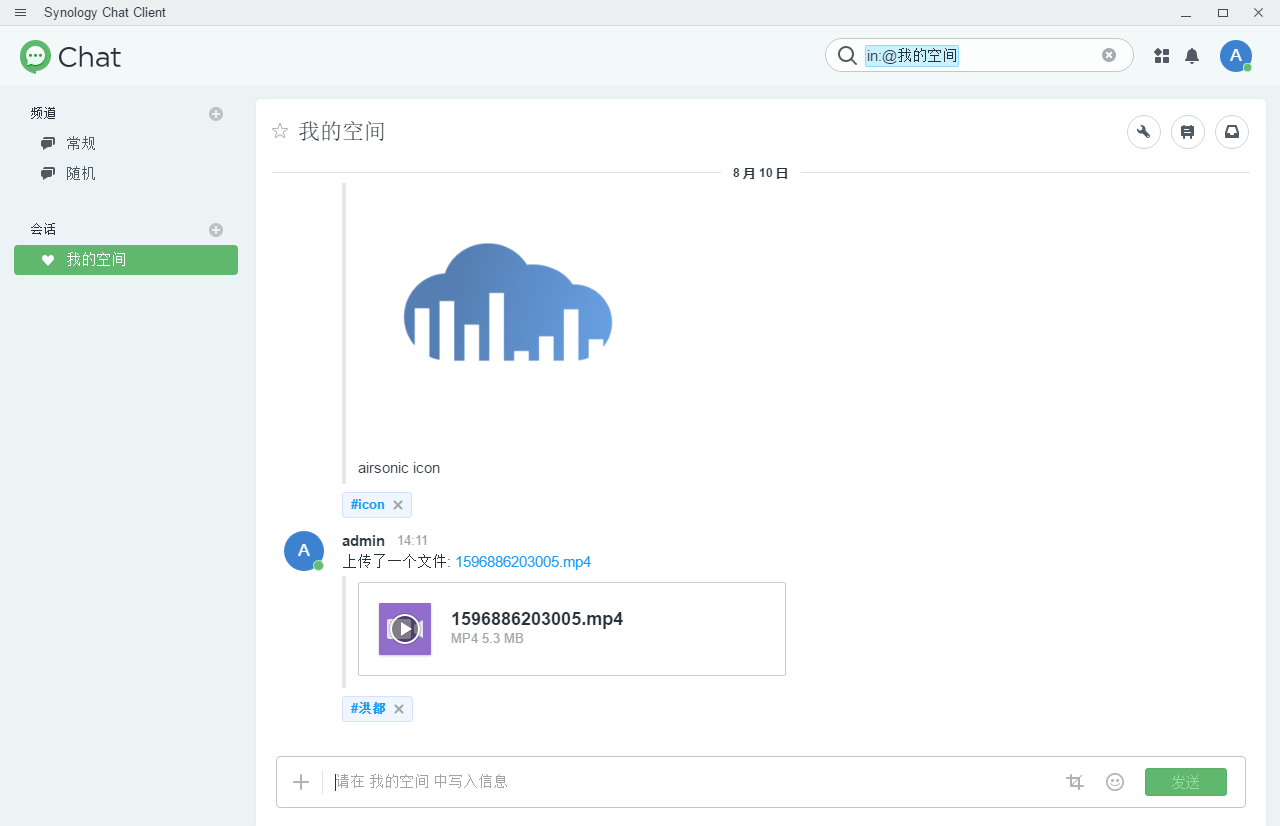 Synology Chat Client
Chat
in:@我的空间
A
频道
常规
随机
会话
我的空间
我的空间
8 月 10 日
airsonic icon
#icon
A
admin 14:11
上传了一个文件: 1596886203005.mp4
1596886203005.mp4
MP4 5.3 MB
#洪都
请在 我的空间 中写入信息
发送